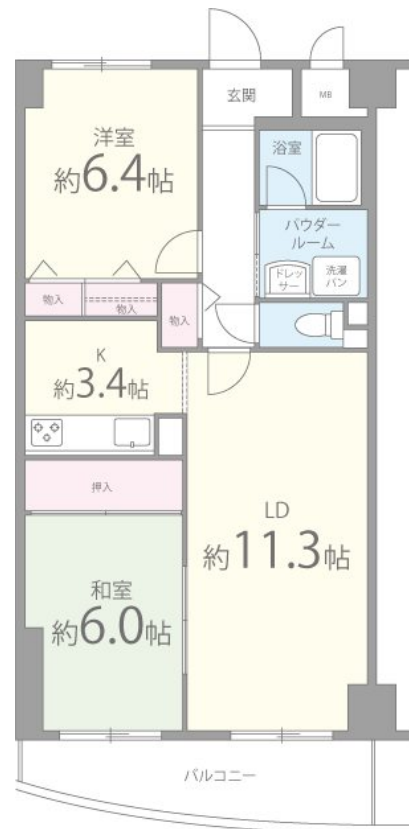 玄関
MB
洋室
約6.4帖
浴室
パウダー
ルーム
ドレッ
サー
洗濯
パン
物入
物入
物入
K
約3.4帖
押入
LD
約11.3帖
和室
約6.0帖
バルコニー